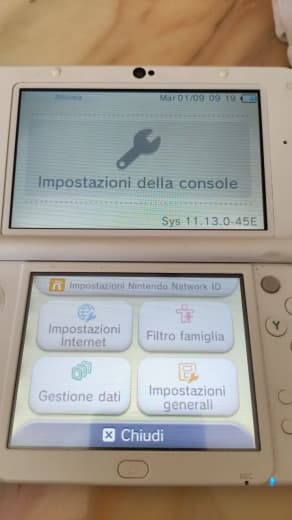 Mar 01/09 09 19
Impostazioni della console
Sys 11.13.0-45E
Impostazioni Nintendo Network ID
Impostazioni
Internet
Filtro famiglia
Gestione dati
Impostazioni
generali
X Chiudi
Y